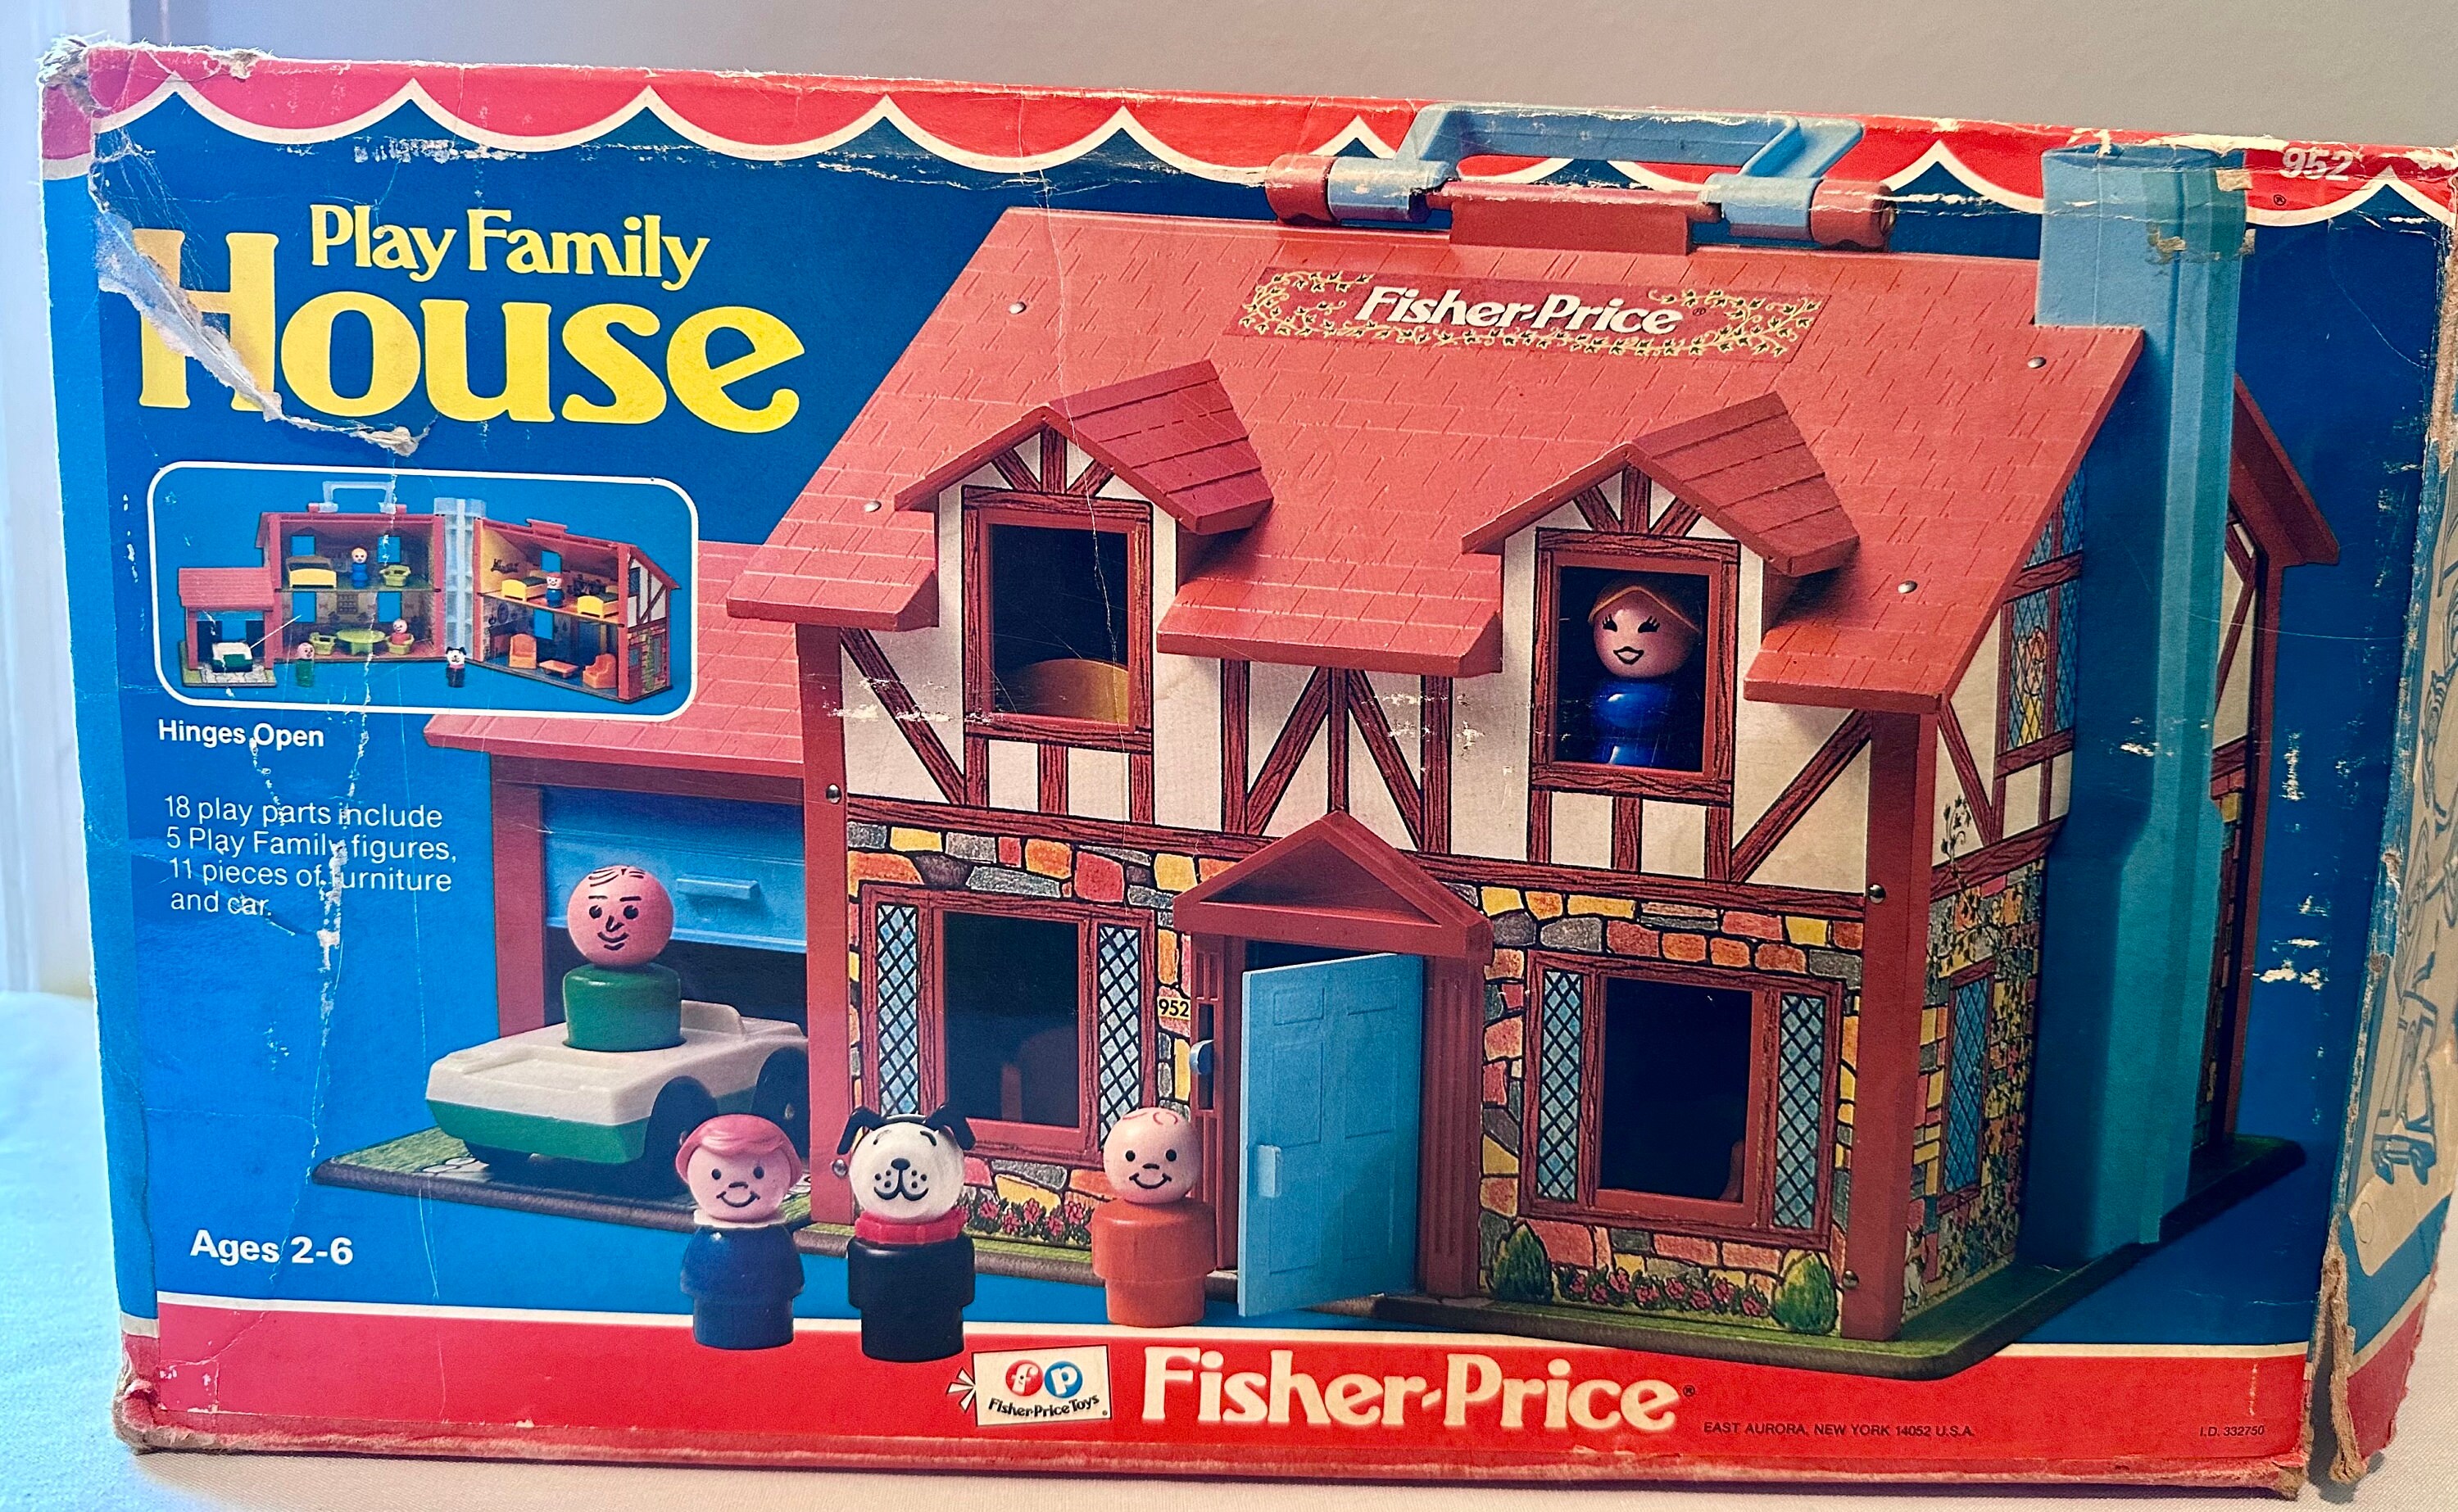 952
Play Family
House
Fisher-Price®
Hinges Open
18 play parts include
5 Play Family figures,
11 pieces of furniture
and car.
952
Ages 2-6
fp
Fisher-Price Toys
Fisher-Price®
EAST AURORA, NEW YORK 14052 U.S.A.
I.D. 332750